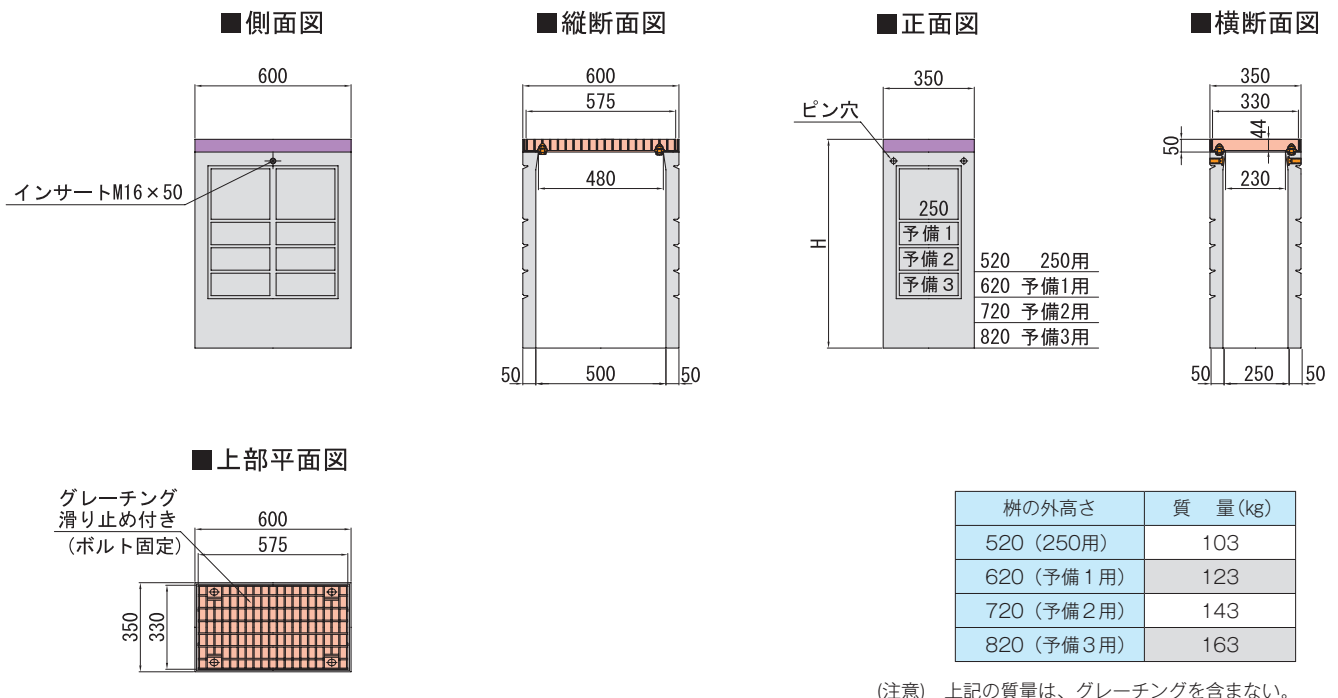 ■側面図
600
インサートM16×50
■縦断面図
600
575
480
50
500
50
■正面図
350
ピン穴
H
250
予備1
予備2
予備3
520 250用
620 予備1用
720 予備2用
820 予備3用
■横断面図
350
330
44
50
230
50
250
50
■上部平面図
グレーチング
滑り止め付き
(ボルト固定)
600
575
350
330
桝の外高さ 質 量(kg)
520(250用) 103
620(予備1用) 123
720(予備2用) 143
820(予備3用) 163
(注意) 上記の質量は、グレーチングを含まない。